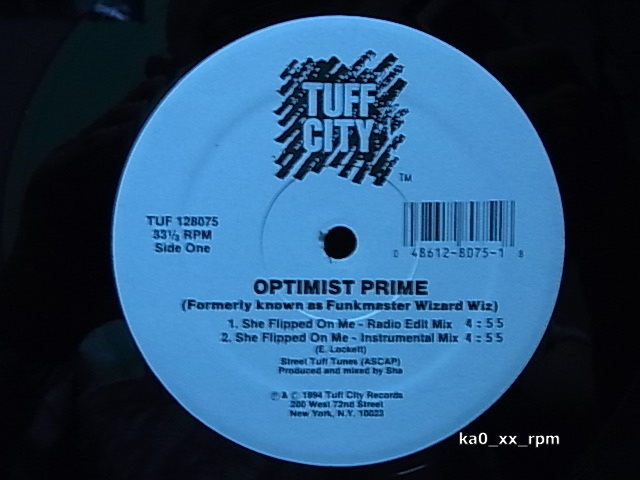 TUFF
CITY
TM
TUF 128075
33⅓ RPM
Side One
0 48612-8075-1 8
OPTIMIST PRIME
(Formerly known as Funkmaster Wizard Wiz)
1. She Flipped On Me - Radio Edit Mix 4:55
2. She Flipped On Me - Instrumental Mix 4:55
(E. Lockett)
Street Tuff Tunes (ASCAP)
Produced and mixed by Sha
℗ & © 1994 Tuff City Records
200 West 72nd Street
New York, N.Y. 10023
ka0_xx_rpm